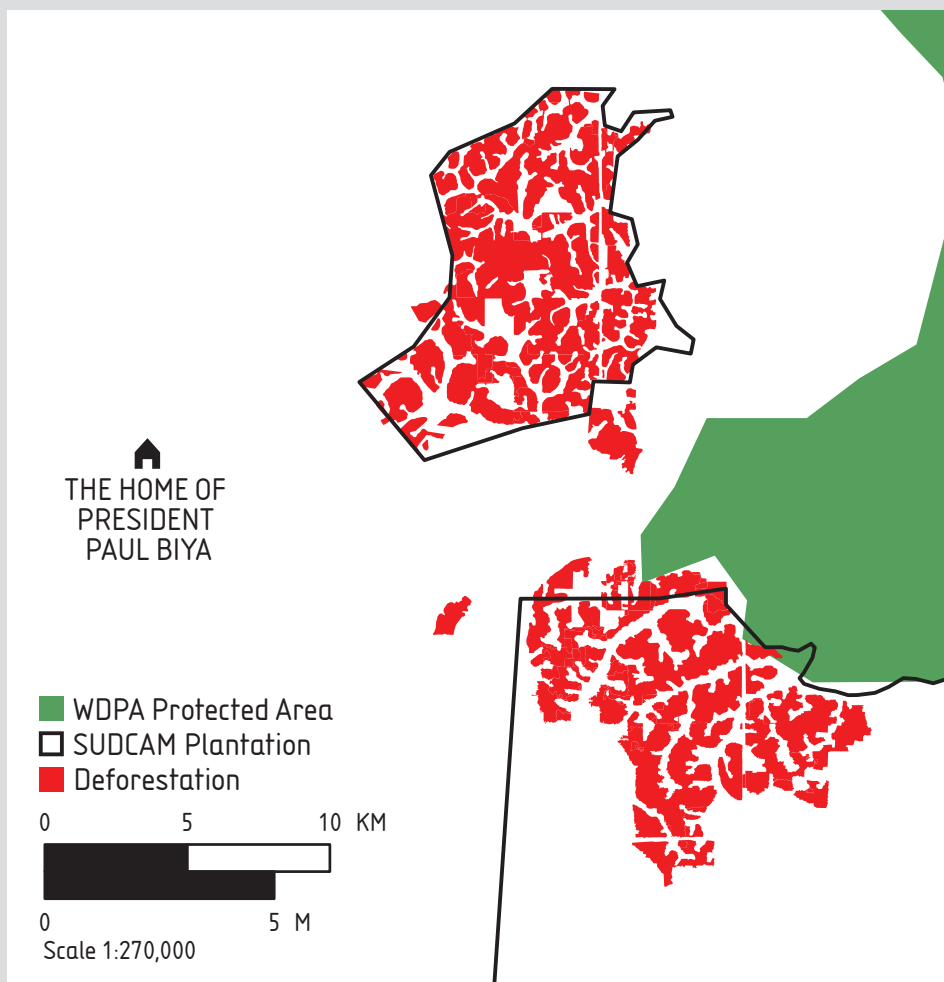 THE HOME OF
PRESIDENT
PAUL BIYA
WDPA Protected Area
SUDCAM Plantation
Deforestation
0 5 10 KM
0 5 M
Scale 1:270,000